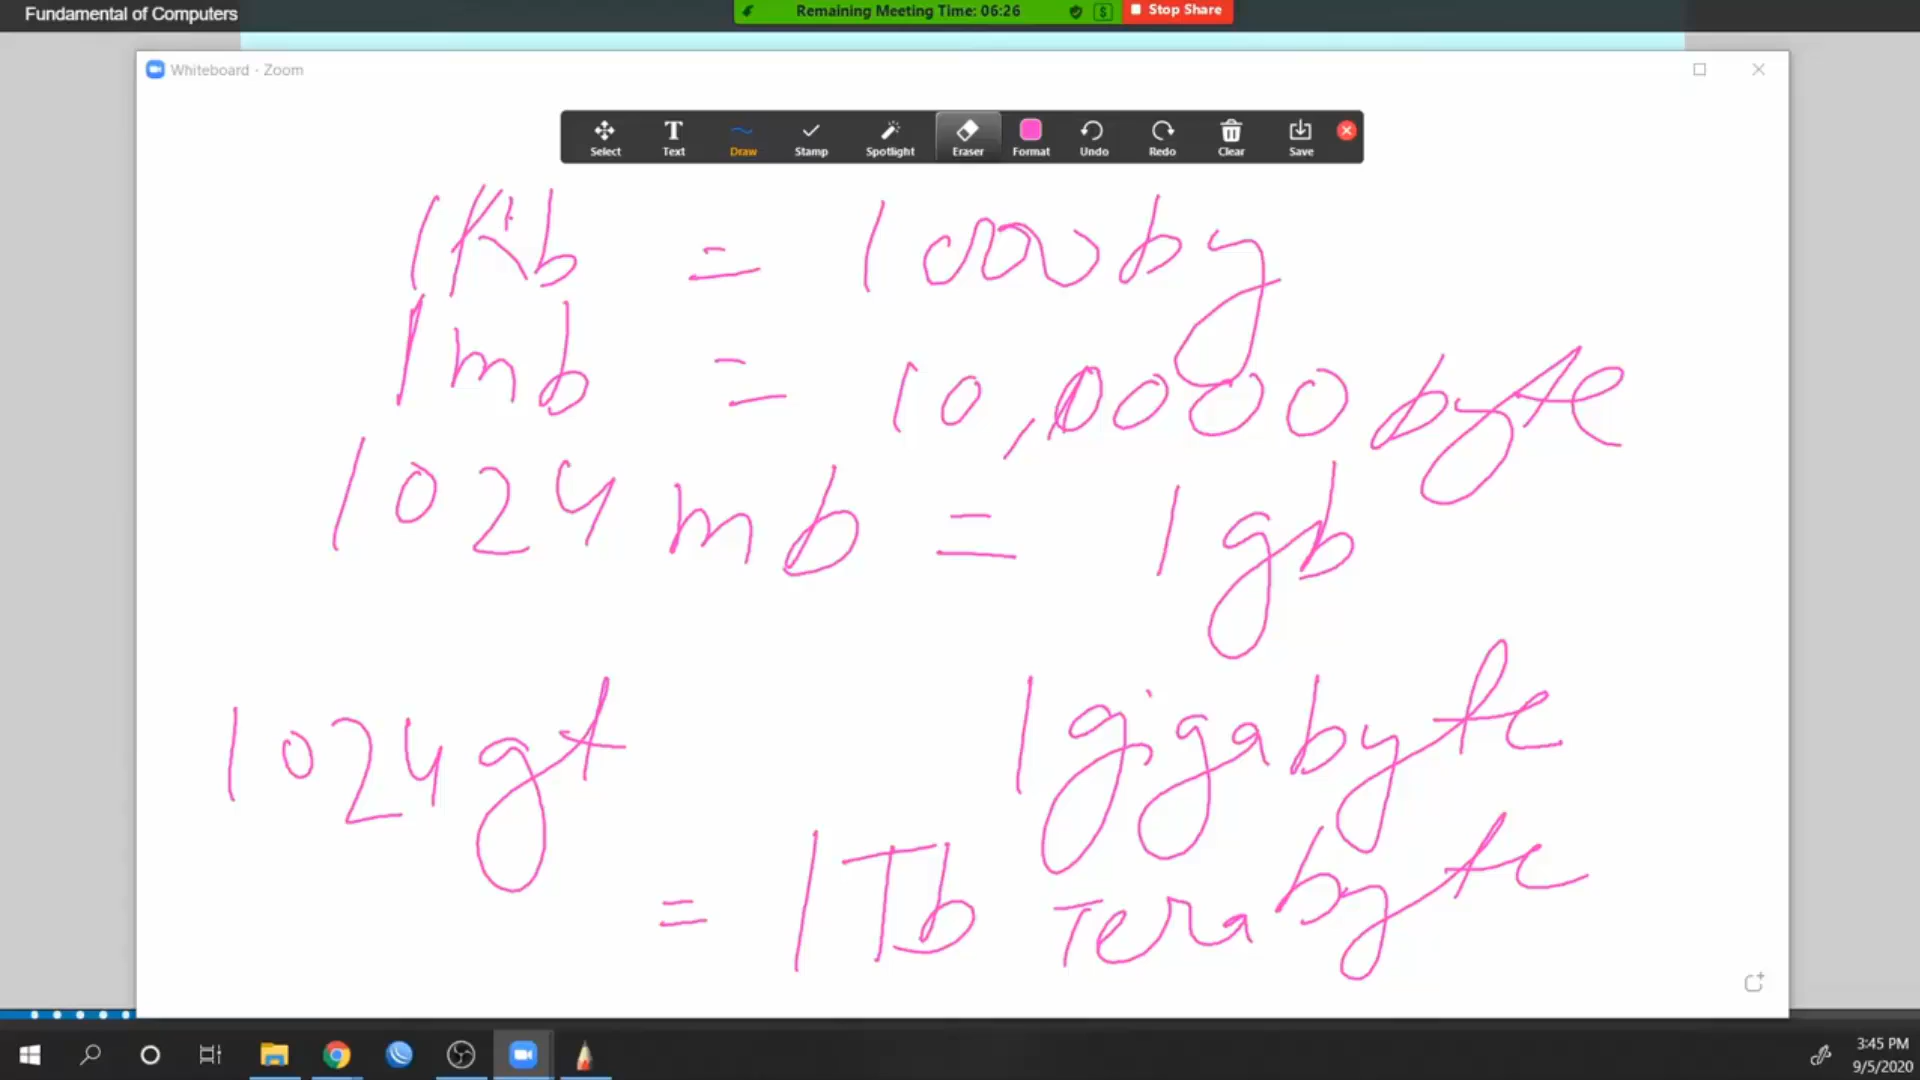 Fundamental of Computers
Remaining Meeting Time: 06:26
Stop Share
Whiteboard - Zoom
Select Text Draw Stamp Spotlight Eraser Format Undo Redo Clear Save
1Kb = 1000by
1mb = 10,0000 byte
1024 mb = 1gb
1024gt 1gigabyte
= 1Tb Terabyte
3:45 PM
9/5/2020